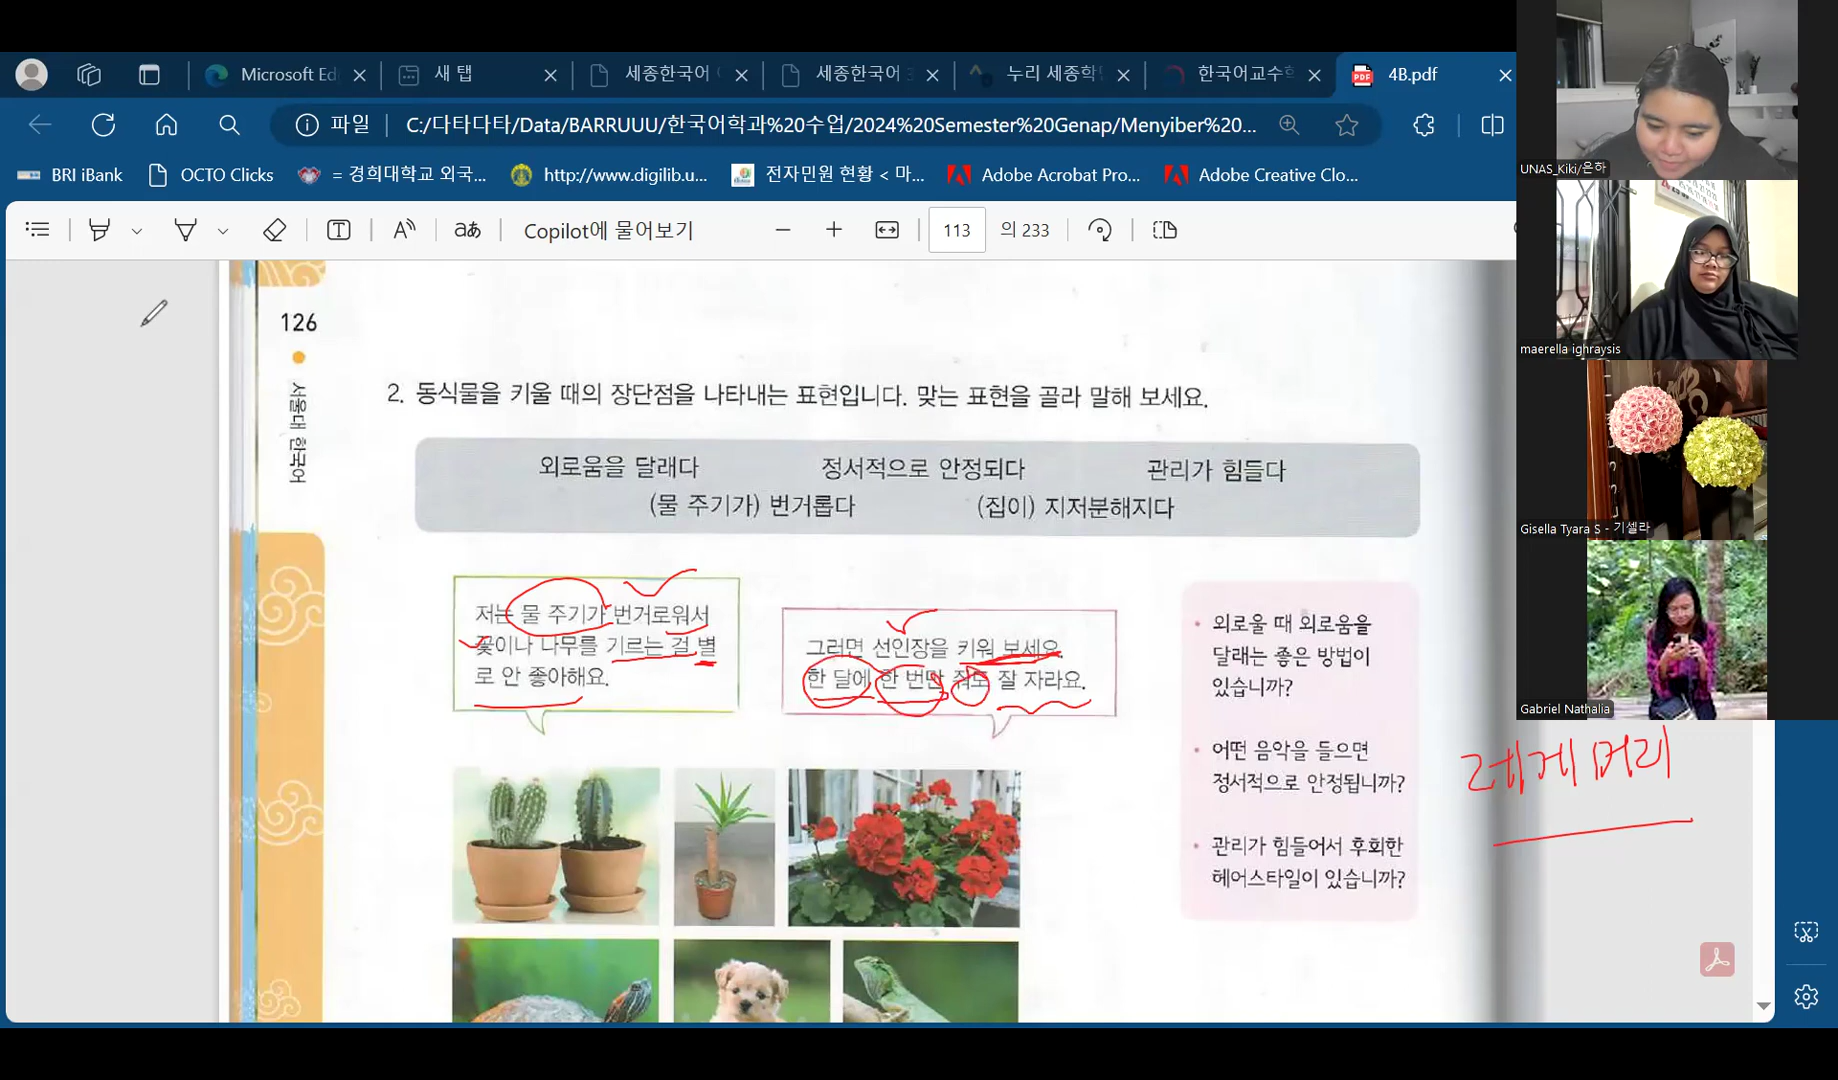 Microsoft Ed
새 탭
세종한국어
세종한국어
누리 세종학
한국어교수
4B.pdf
파일
C:/다타다타/Data/BARRUUU/한국어학과%20수업/2024%20Semester%20Genap/Menyiber%20...
BRI iBank
OCTO Clicks
= 경희대학교 외국...
http://www.digilib.u...
전자민원 현황 < 마...
Adobe Acrobat Pro...
Adobe Creative Clo...
Copilot에 물어보기
113
의 233
126
서울대 한국어
2. 동식물을 키울 때의 장단점을 나타내는 표현입니다. 맞는 표현을 골라 말해 보세요.
외로움을 달래다 정서적으로 안정되다 관리가 힘들다
(물 주기가) 번거롭다 (집이) 지저분해지다
저는 물 주기가 번거로워서
꽃이나 나무를 기르는 걸 별
로 안 좋아해요.
그러면 선인장을 키워 보세요.
한 달에 한 번만 줘도 잘 자라요.
• 외로울 때 외로움을
달래는 좋은 방법이
있습니까?
• 어떤 음악을 들으면
정서적으로 안정됩니까?
• 관리가 힘들어서 후회한
헤어스타일이 있습니까?
레게머리
UNAS_Kiki/은하
maerella ighraysis
Gisella Tyara S - 기셀라
Gabriel Nathalia